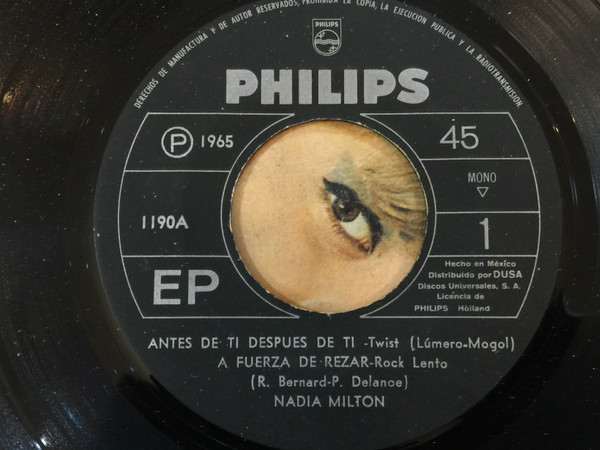 DERECHOS DE MANUFACTURA Y DE AUTOR RESERVADOS, PROHIBIDA LA COPIA, LA EJECUCION PUBLICA Y LA RADIOTRANSMISION.
PHILIPS
PHILIPS
P 1965
45
MONO
1190A
1
EP
Hecho en México
Distribuido por DUSA
Discos Universales, S. A.
Licencia de
PHILIPS Holland
ANTES DE TI DESPUES DE TI -Twist (Lúmero-Mogol)
A FUERZA DE REZAR-Rock Lento
(R. Bernard-P. Delanoe)
NADIA MILTON